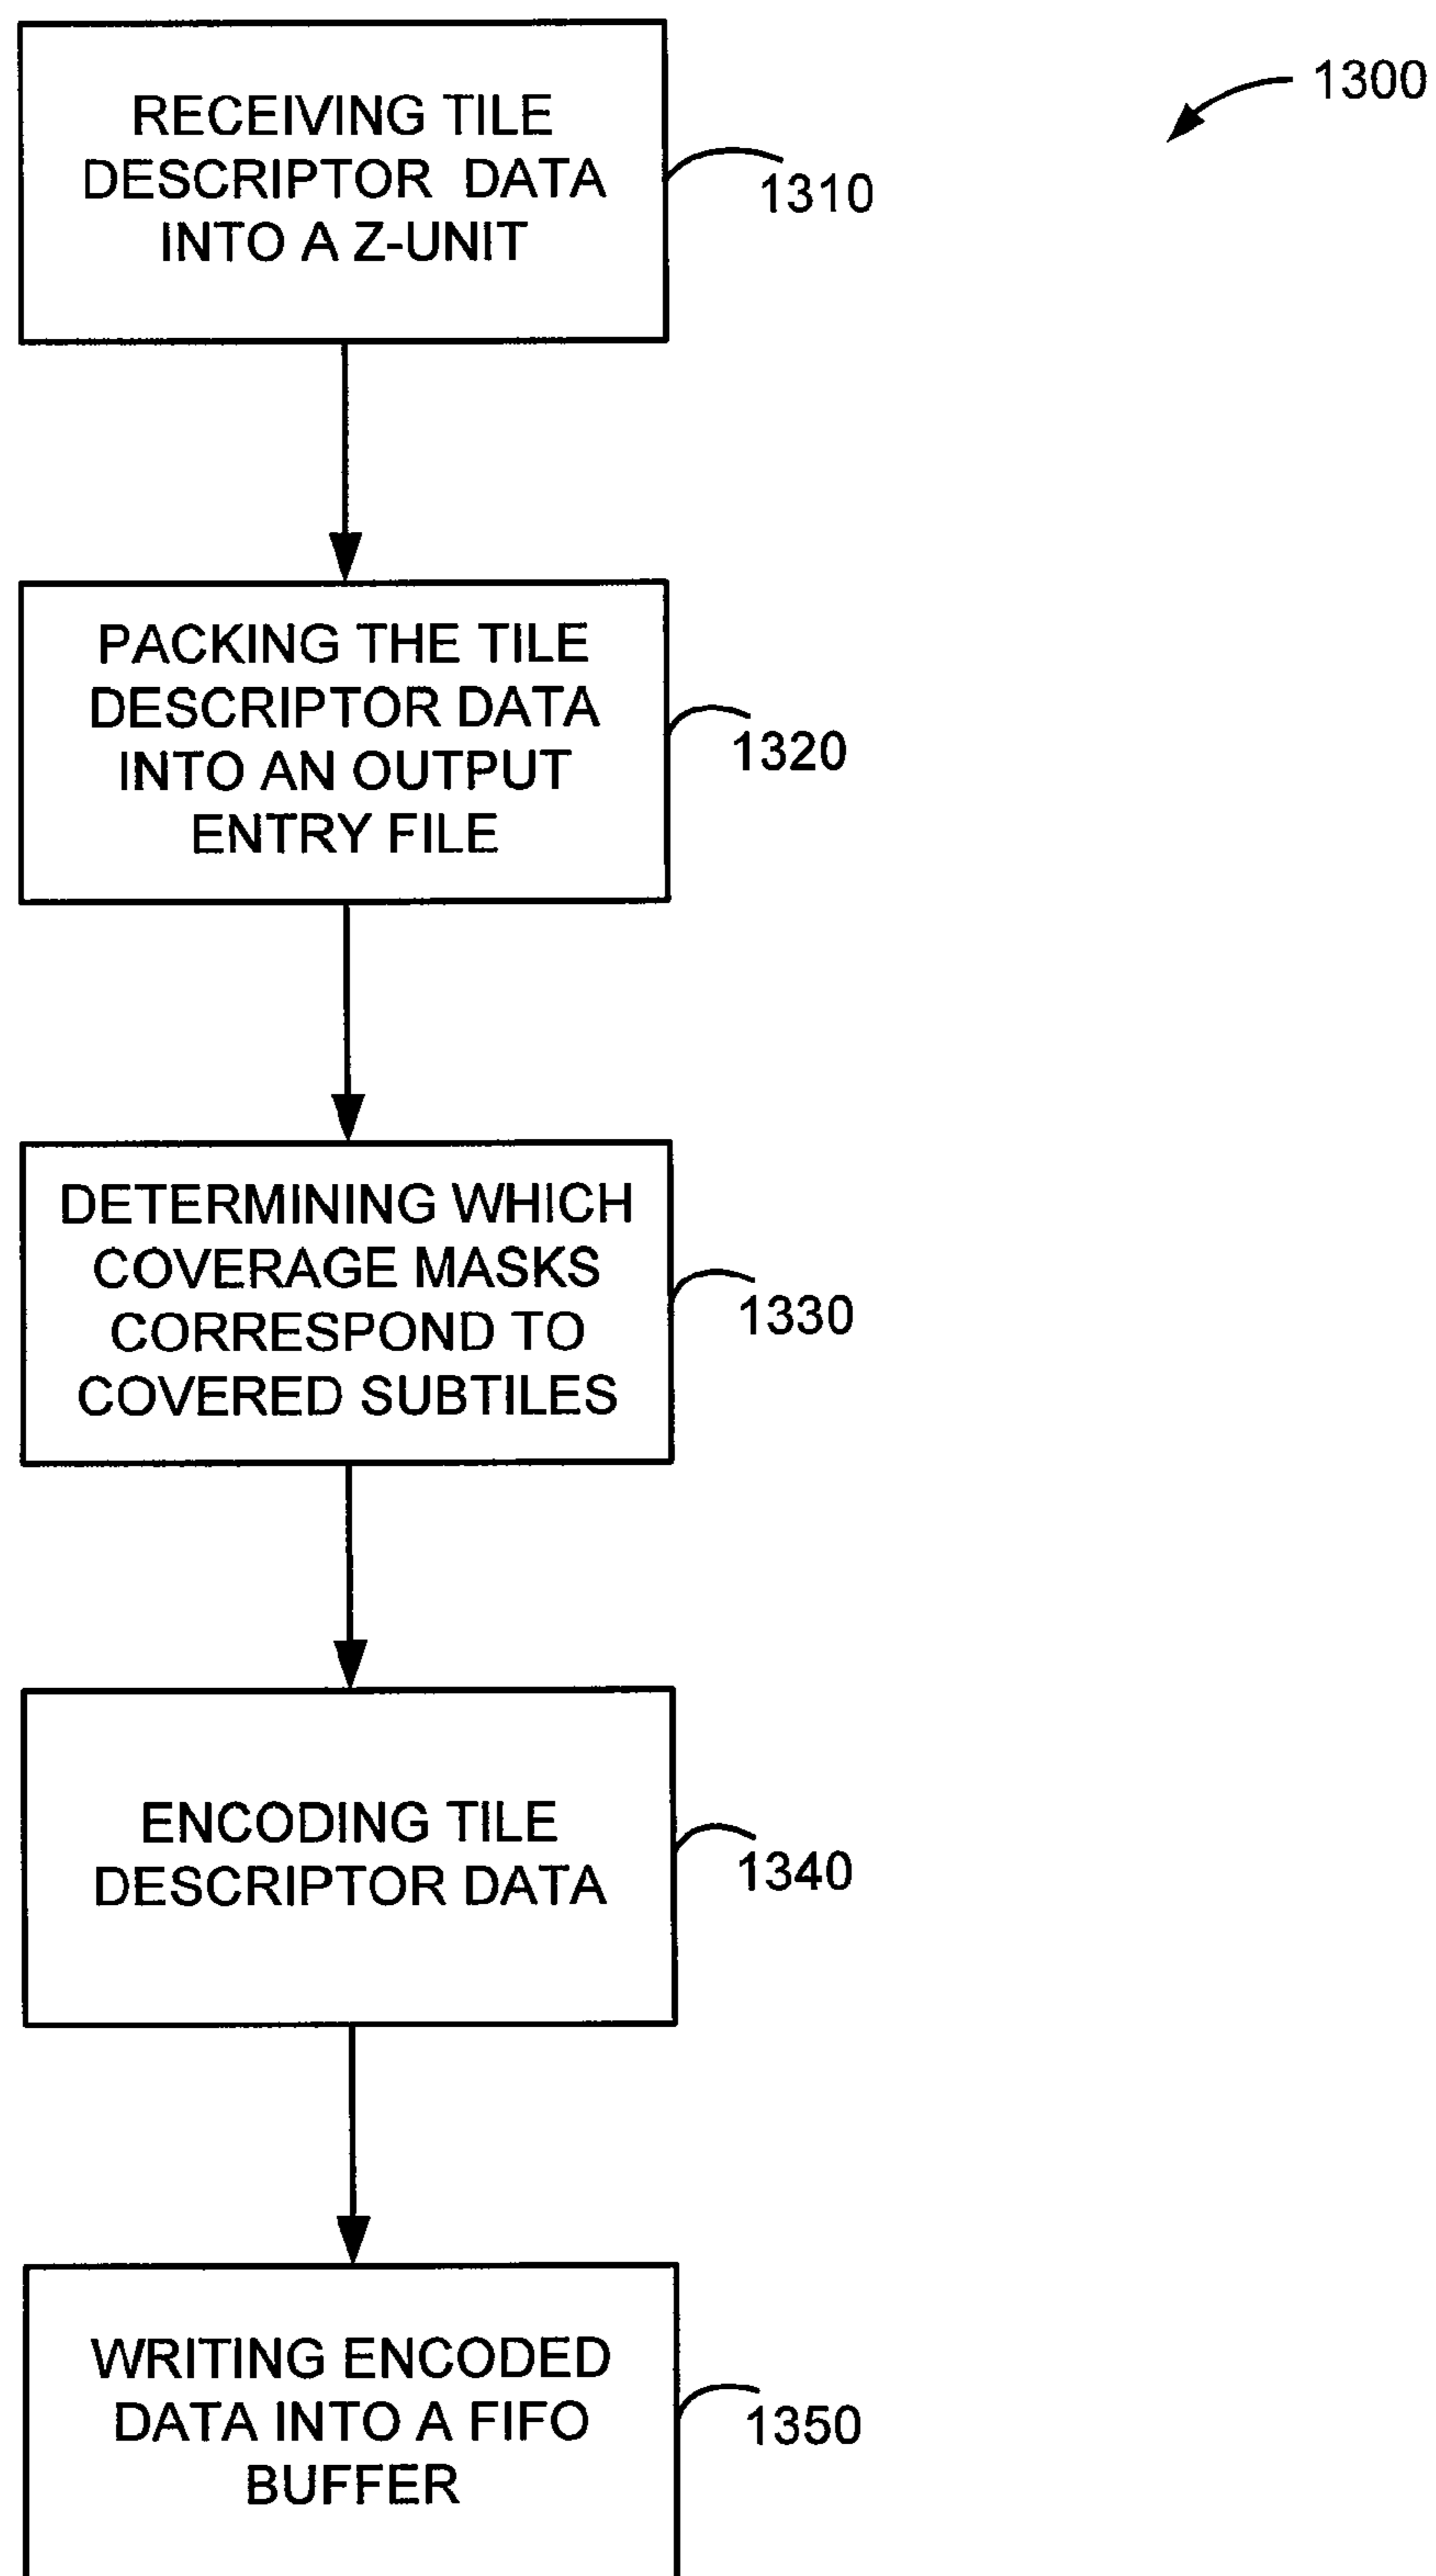 1300
RECEIVING TILE
DESCRIPTOR DATA
INTO A Z-UNIT
1310
PACKING THE TILE
DESCRIPTOR DATA
INTO AN OUTPUT
ENTRY FILE
1320
DETERMINING WHICH
COVERAGE MASKS
CORRESPOND TO
COVERED SUBTILES
1330
ENCODING TILE
DESCRIPTOR DATA
1340
WRITING ENCODED
DATA INTO A FIFO
BUFFER
1350